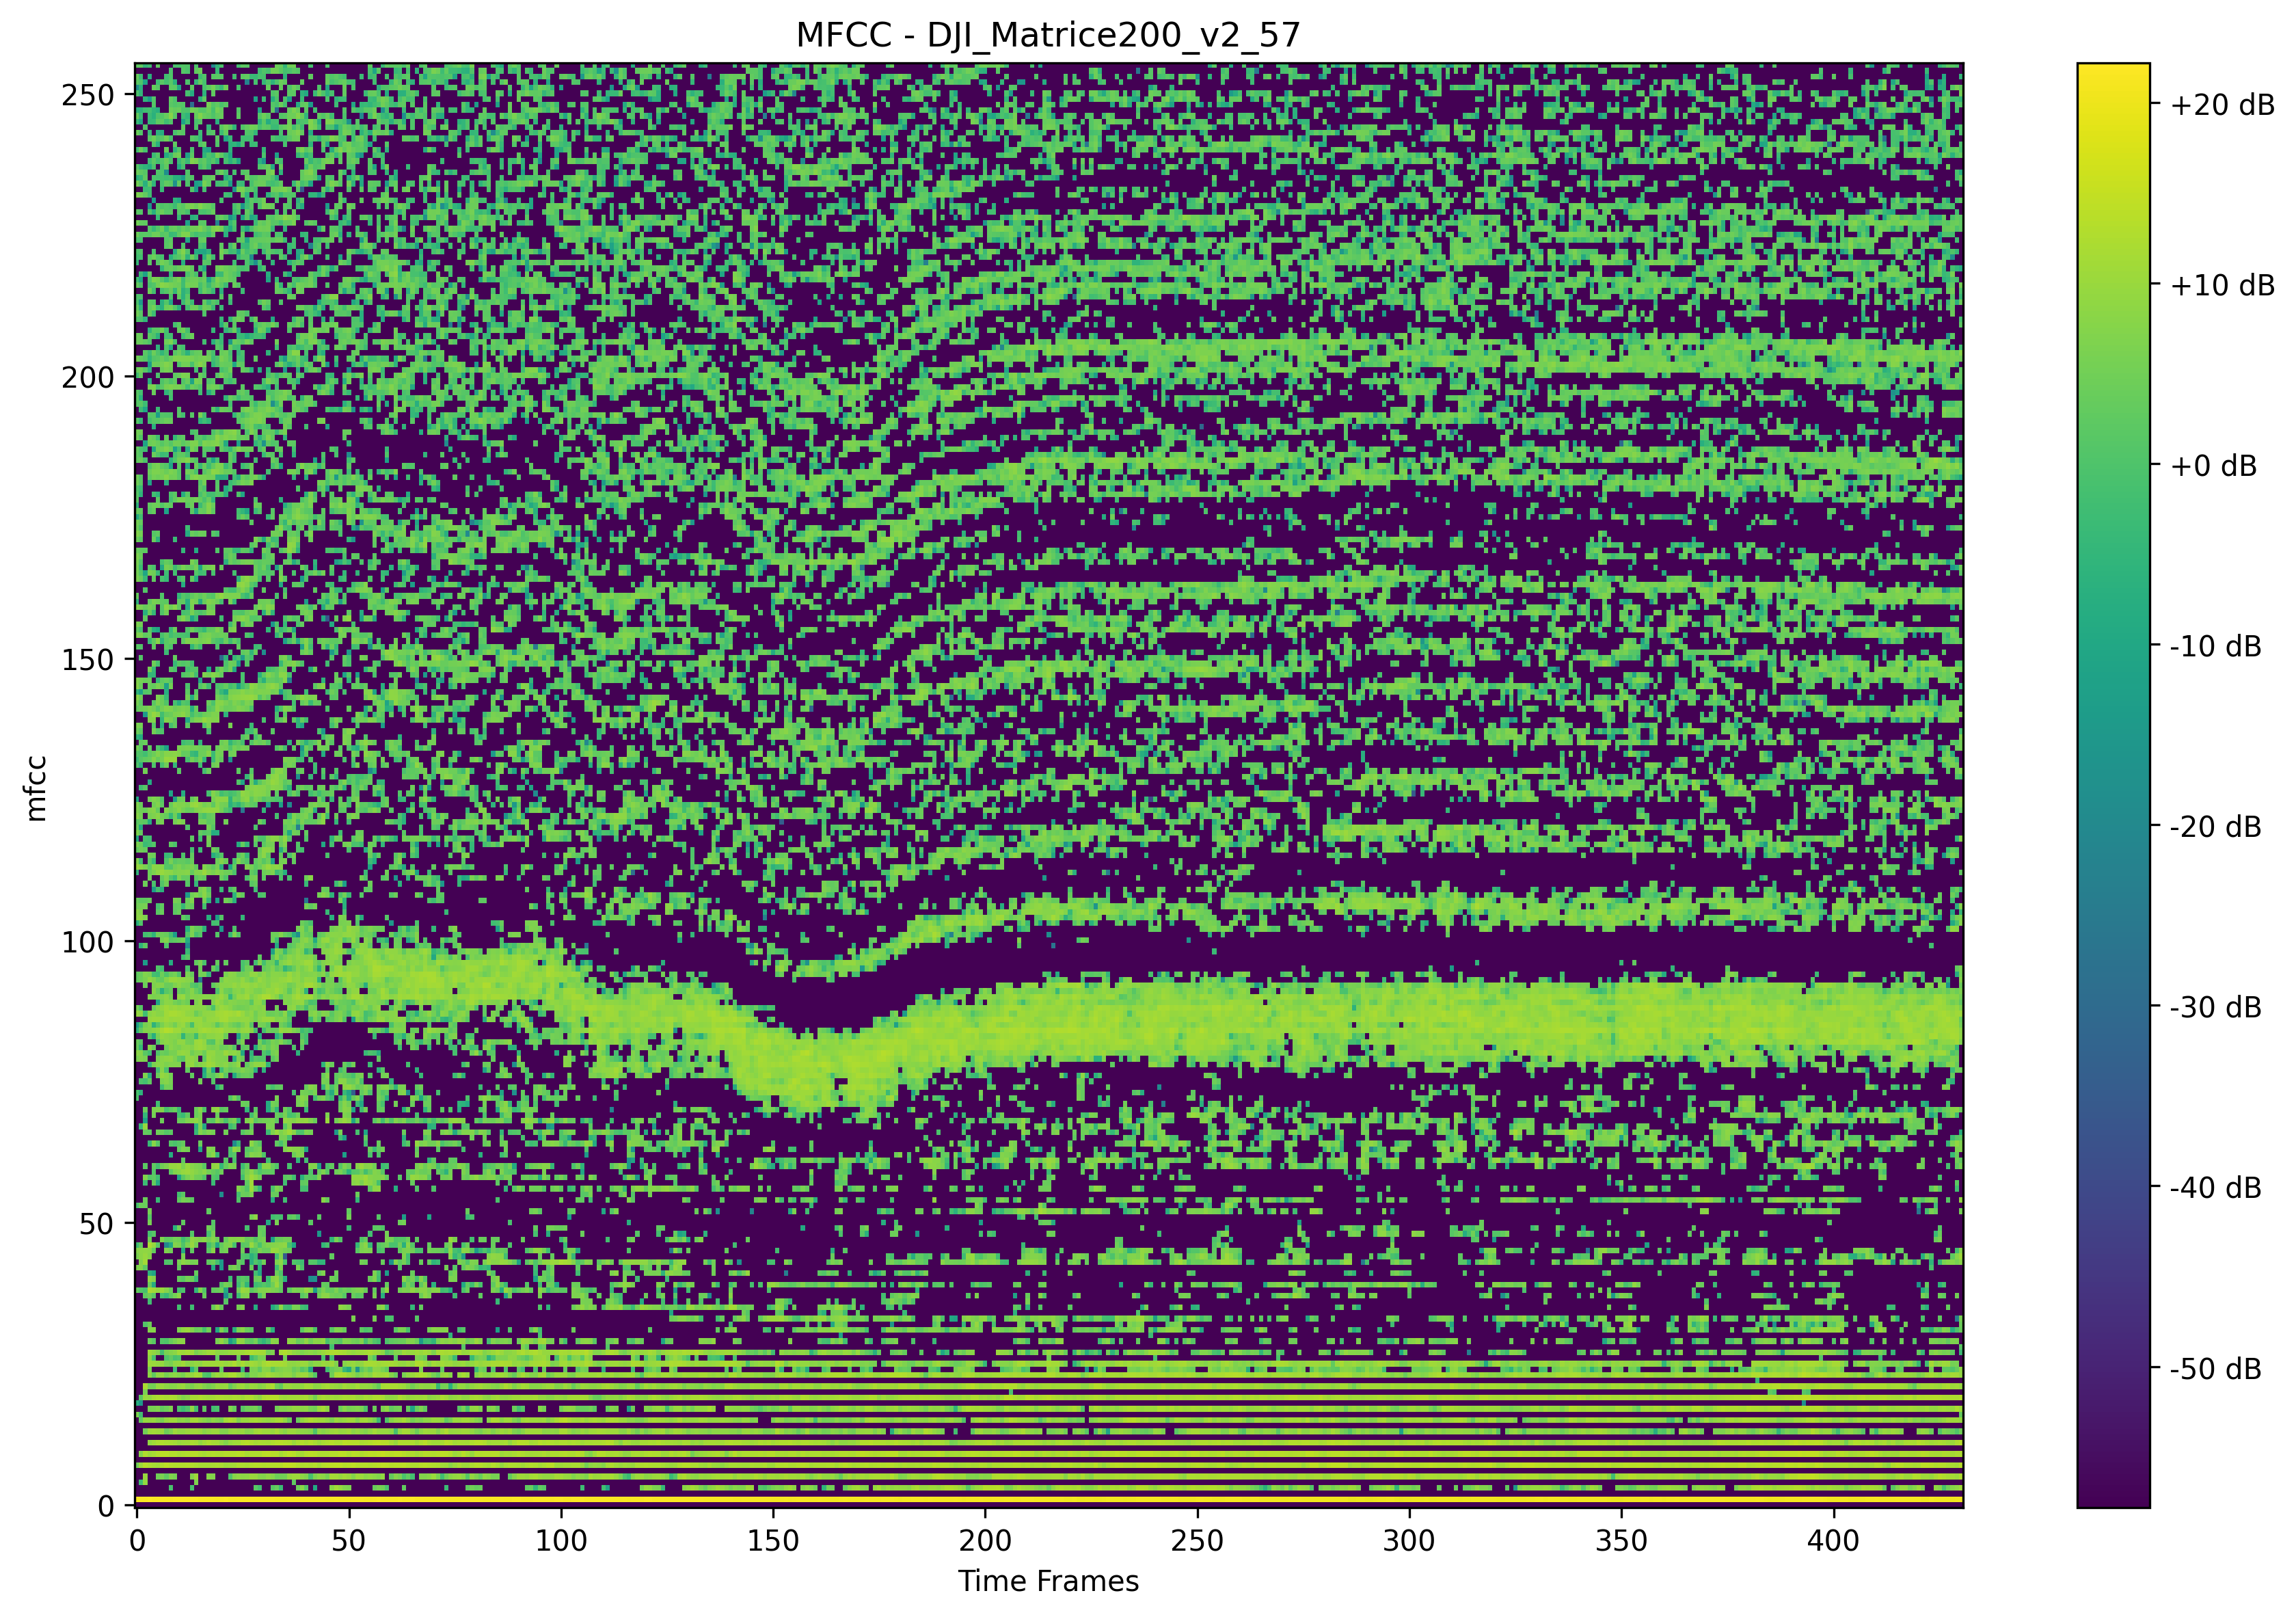 MFCC - DJI_Matrice200_v2_57
250
200
150
100
50
0
mfcc
0 50 100 150 200 250 300 350 400
Time Frames
+20 dB
+10 dB
+0 dB
-10 dB
-20 dB
-30 dB
-40 dB
-50 dB